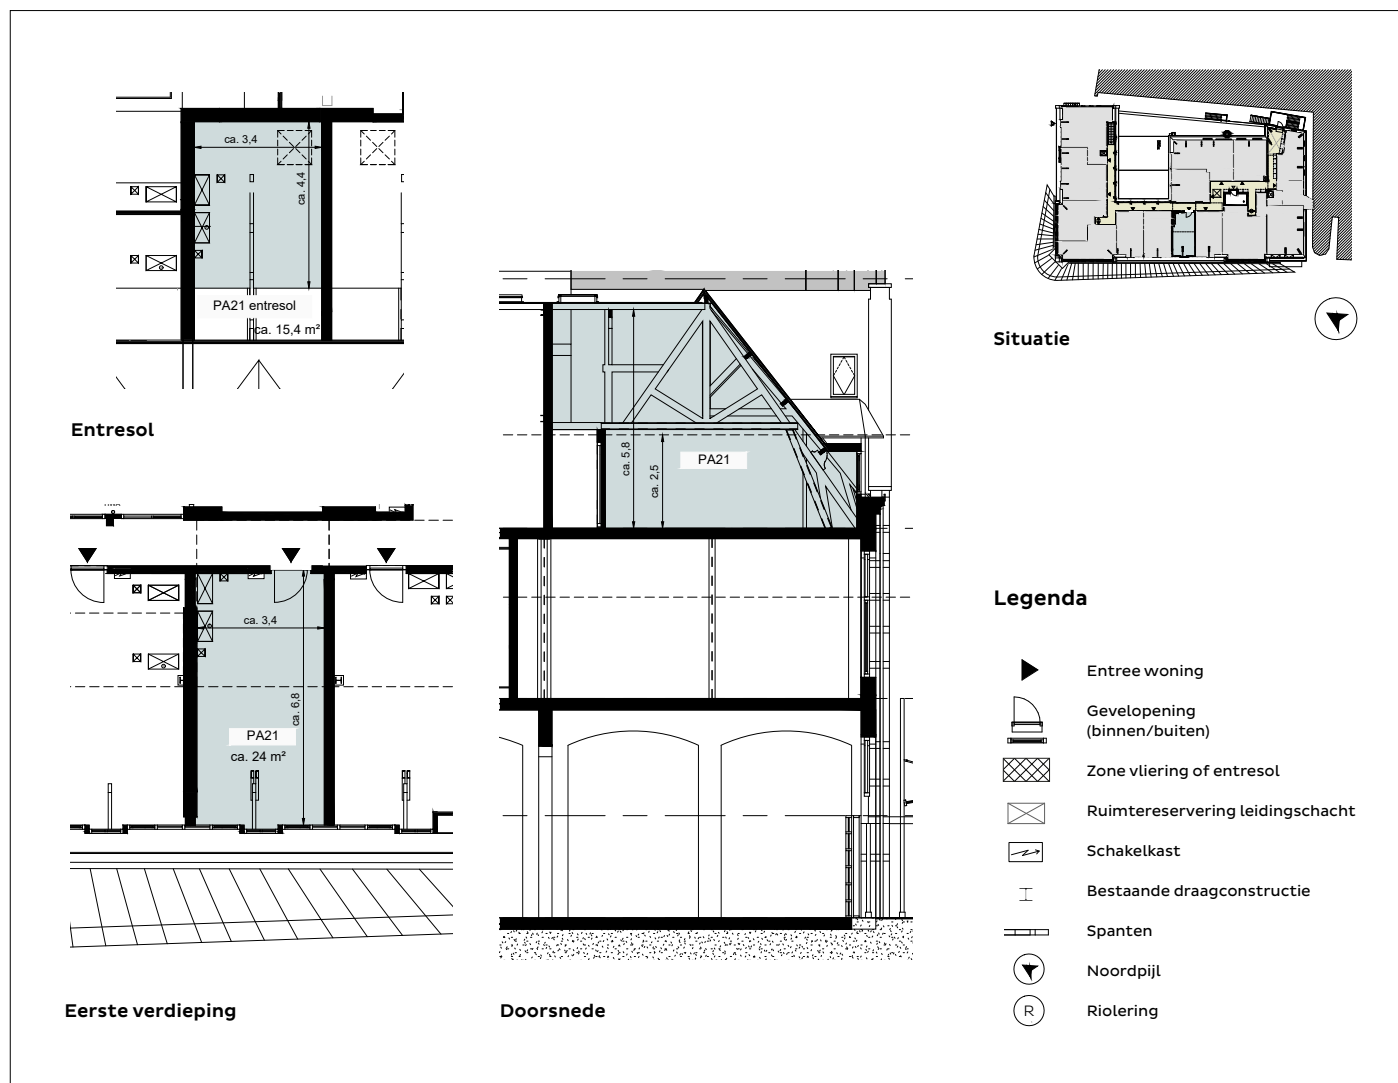 ca. 3,4
ca. 4,4
PA21 entresol
ca. 15,4 m²
Entresol
ca. 3,4
ca. 6,8
PA21
ca. 24 m²
Eerste verdieping
ca. 5,8
ca. 2,5
PA21
Doorsnede
Situatie
Legenda
Entree woning
Gevelopening
(binnen/buiten)
Zone vliering of entresol
Ruimtereservering leidingschacht
Schakelkast
Bestaande draagconstructie
Spanten
Noordpijl
R
Riolering